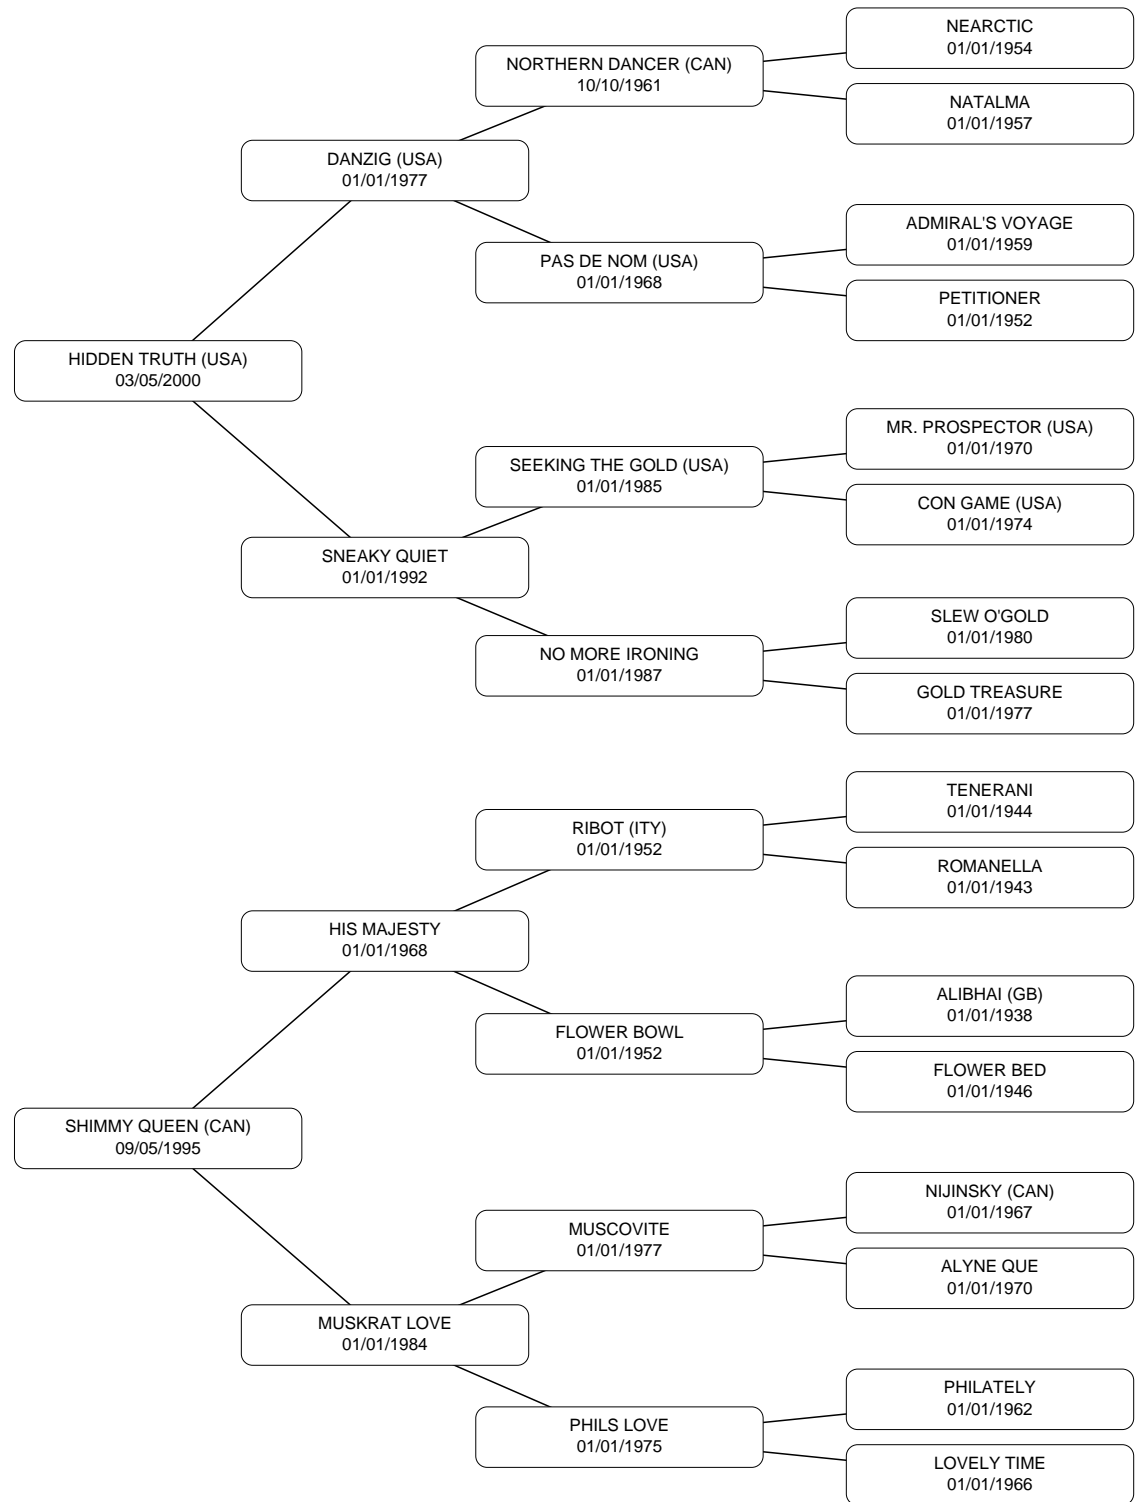 NEARCTIC
01/01/1954
NORTHERN DANCER (CAN)
10/10/1961
NATALMA
01/01/1957
DANZIG (USA)
01/01/1977
ADMIRAL'S VOYAGE
01/01/1959
PAS DE NOM (USA)
01/01/1968
PETITIONER
01/01/1952
HIDDEN TRUTH (USA)
03/05/2000
MR. PROSPECTOR (USA)
01/01/1970
SEEKING THE GOLD (USA)
01/01/1985
CON GAME (USA)
01/01/1974
SNEAKY QUIET
01/01/1992
SLEW O'GOLD
01/01/1980
NO MORE IRONING
01/01/1987
GOLD TREASURE
01/01/1977
TENERANI
01/01/1944
RIBOT (ITY)
01/01/1952
ROMANELLA
01/01/1943
HIS MAJESTY
01/01/1968
ALIBHAI (GB)
01/01/1938
FLOWER BOWL
01/01/1952
FLOWER BED
01/01/1946
SHIMMY QUEEN (CAN)
09/05/1995
NIJINSKY (CAN)
01/01/1967
MUSCOVITE
01/01/1977
ALYNE QUE
01/01/1970
MUSKRAT LOVE
01/01/1984
PHILATELY
01/01/1962
PHILS LOVE
01/01/1975
LOVELY TIME
01/01/1966